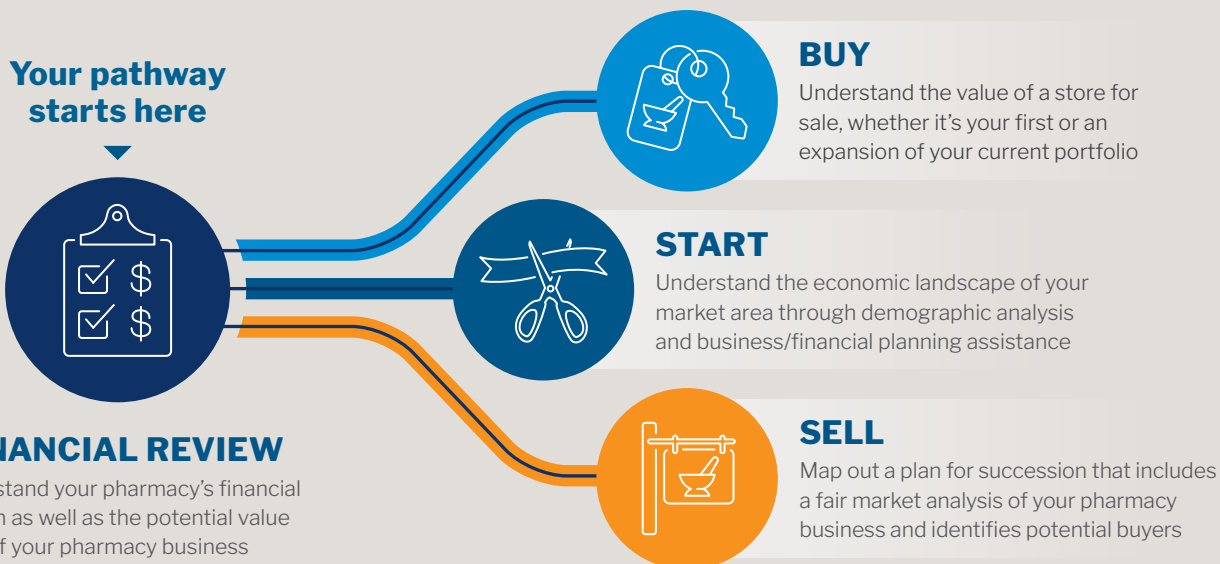 Your pathway
starts here
BUY
Understand the value of a store for
sale, whether it's your first or an
expansion of your current portfolio
START
Understand the economic landscape of your
market area through demographic analysis
and business/financial planning assistance
SELL
Map out a plan for succession that includes
a fair market analysis of your pharmacy
business and identifies potential buyers
NANCIAL REVIEW
stand your pharmacy's financial
as well as the potential value
of your pharmacy business